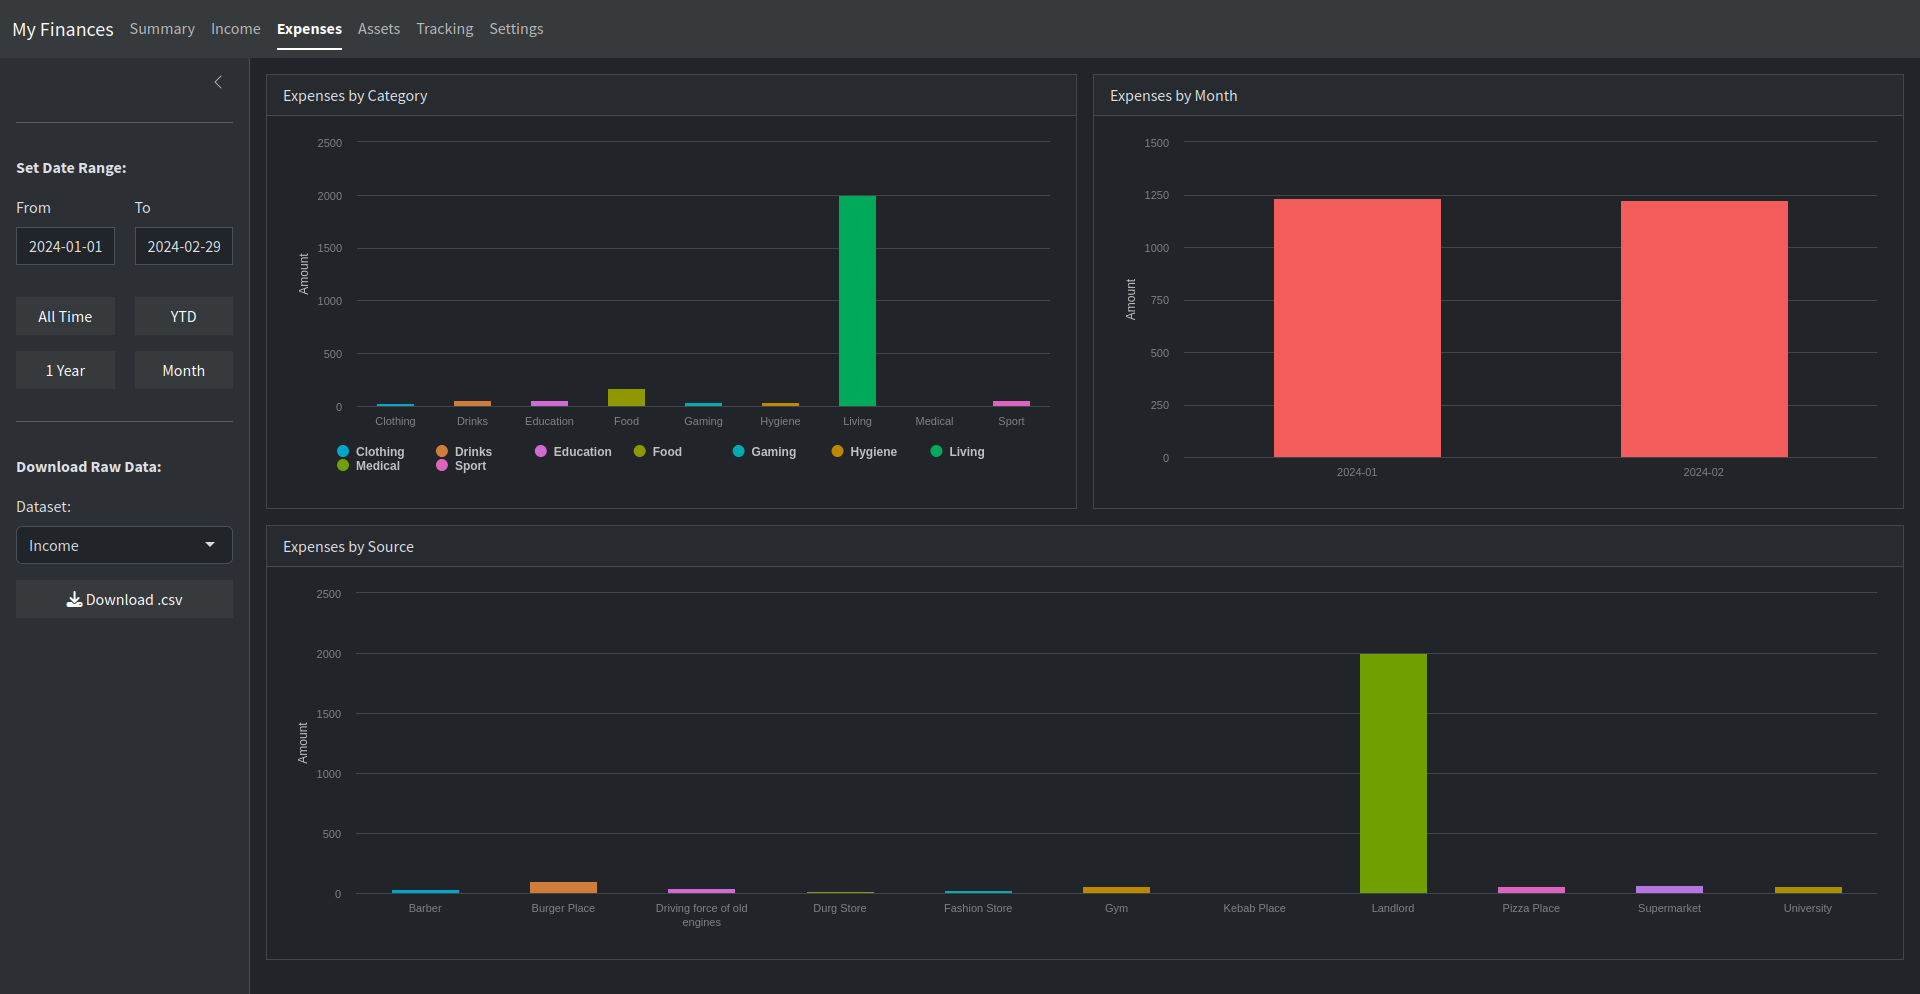 My Finances Summary Income Expenses Assets Tracking Settings
Set Date Range:
From To
2024-01-01 2024-02-29
All Time YTD
1 Year Month
Download Raw Data:
Dataset:
Income
Download .csv
Expenses by Category
2500
2000
1500
1000
500
0
Amount
Clothing Drinks Education Food Gaming Hygiene Living Medical Sport
Clothing Drinks Education Food Gaming Hygiene Living
Medical Sport
Expenses by Month
1500
1250
1000
750
500
250
0
Amount
2024-01 2024-02
Expenses by Source
2500
2000
1500
1000
500
0
Amount
Barber Burger Place Driving force of old Durg Store Fashion Store Gym Kebab Place Landlord Pizza Place Supermarket University
engines